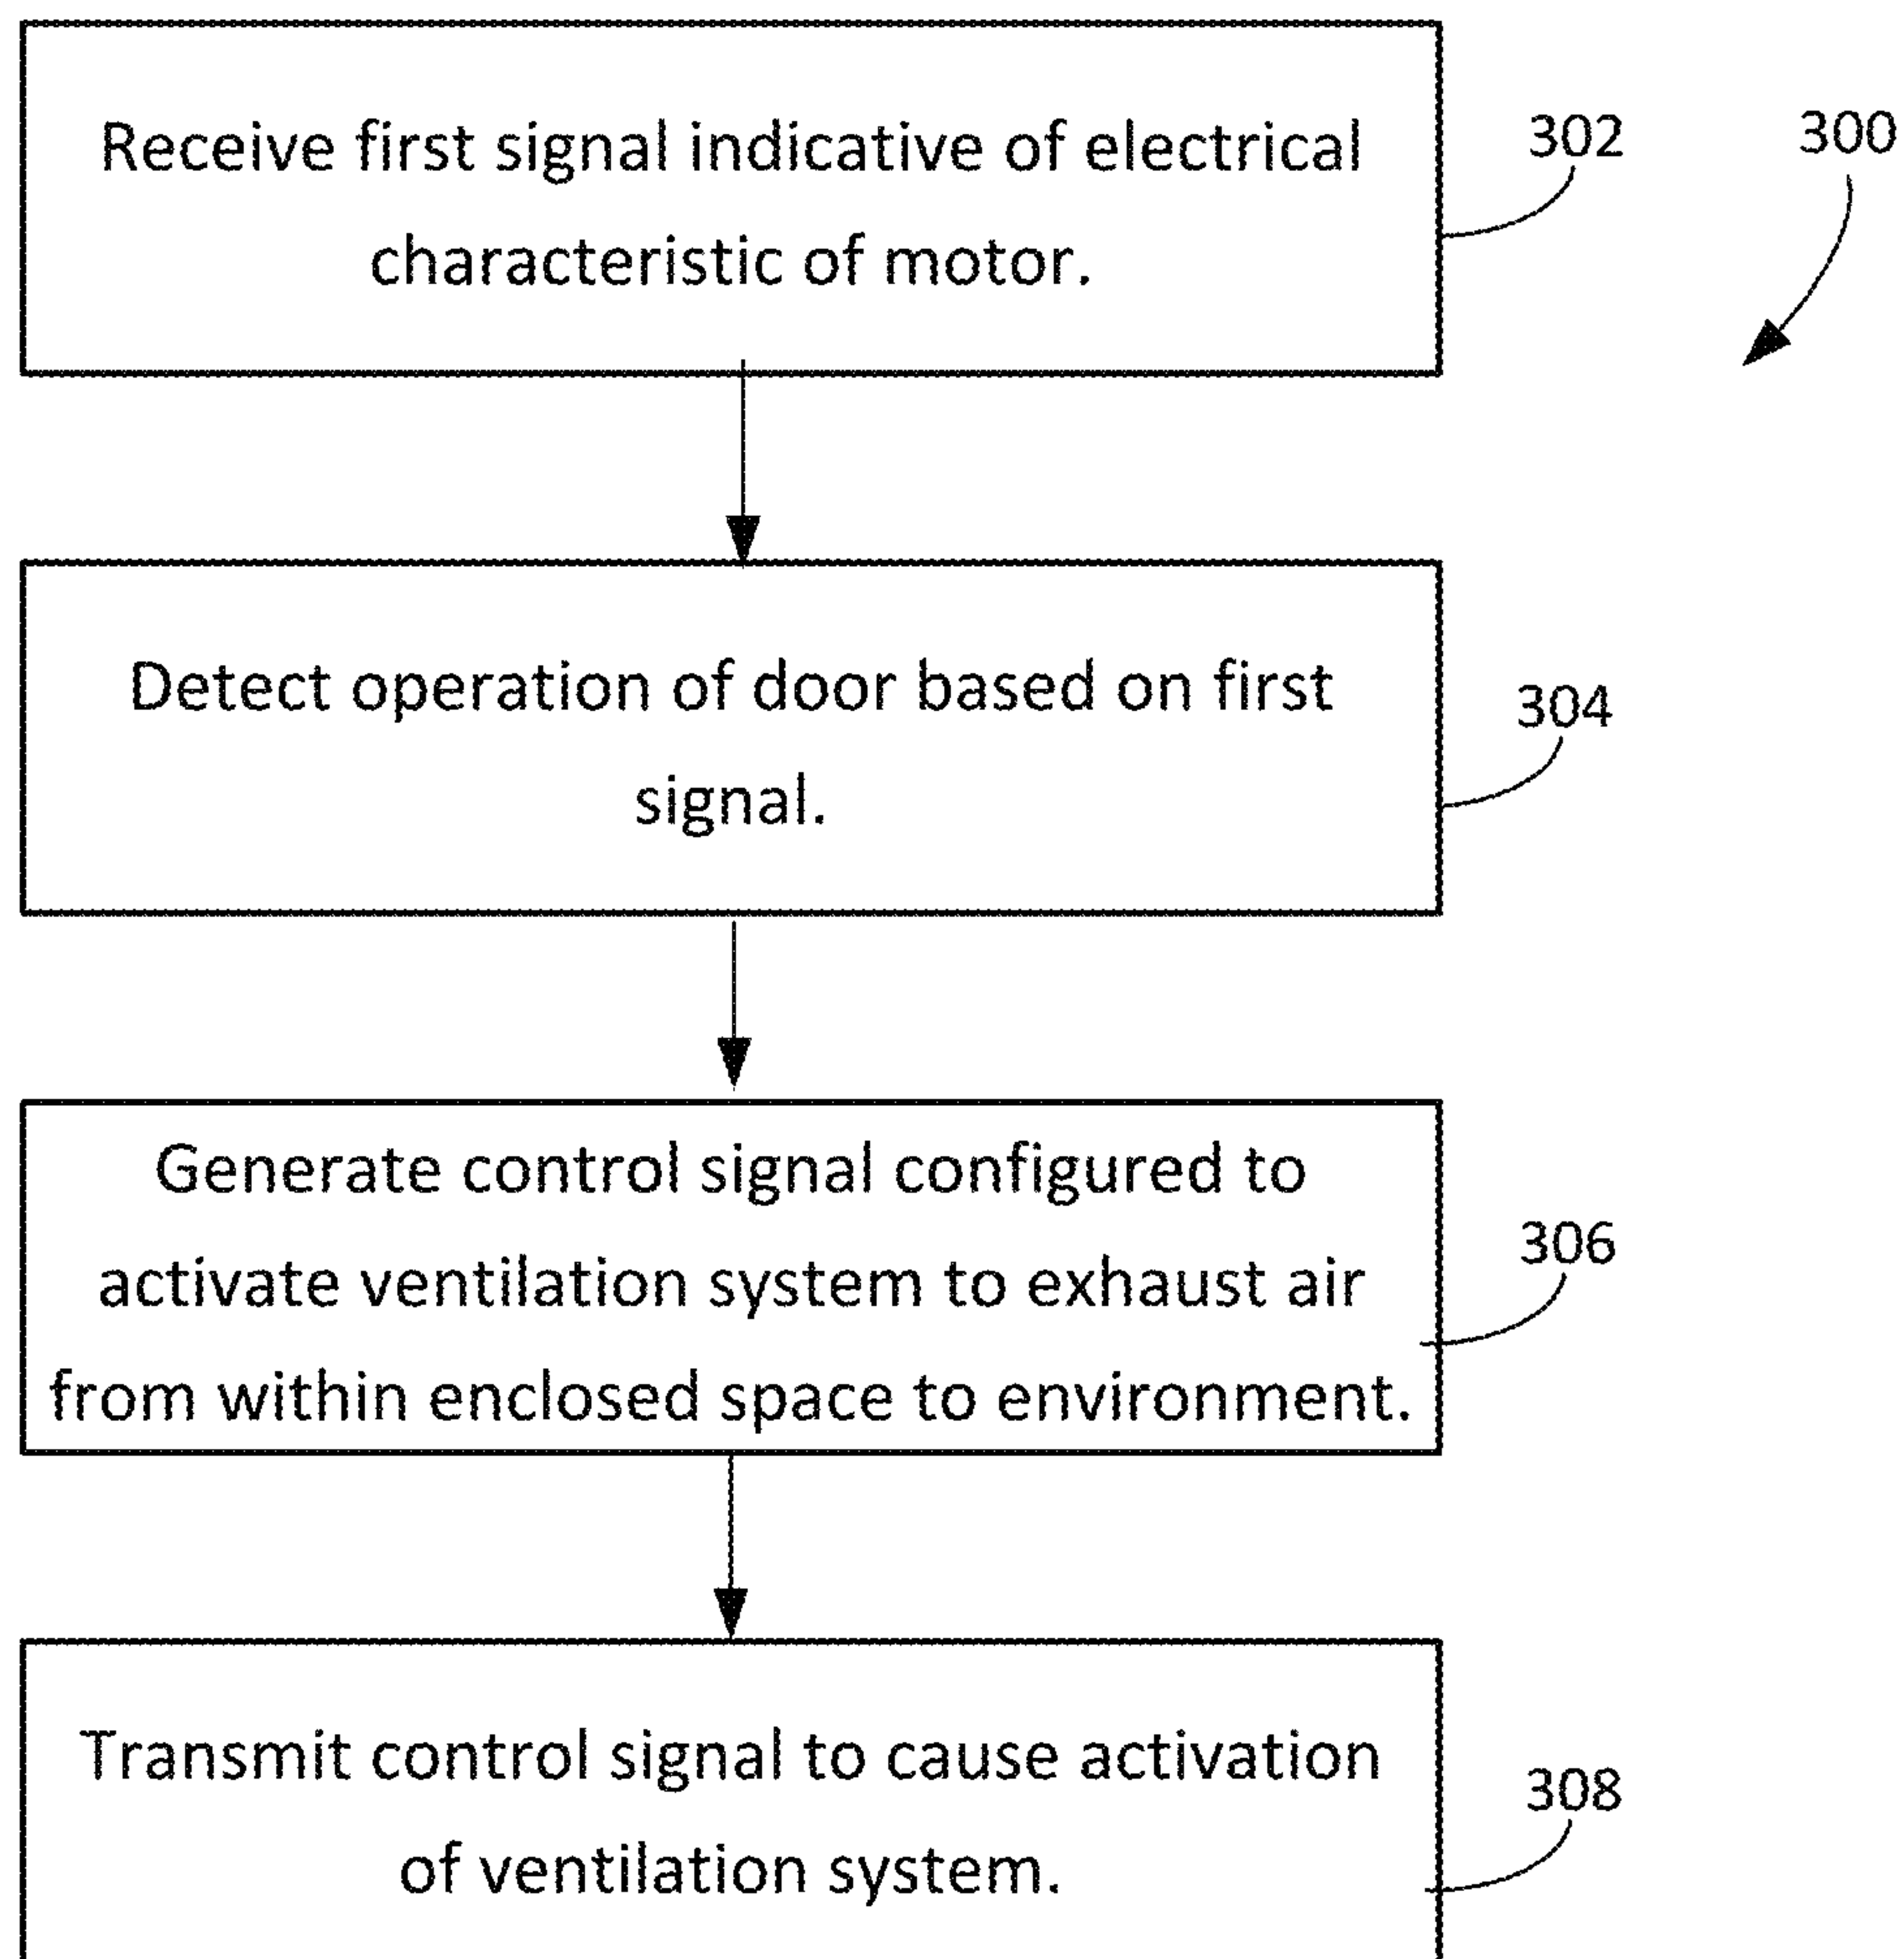 Receive first signal indicative of electrical
characteristic of motor.
302
300
Detect operation of door based on first
signal.
304
Generate control signal configured to
activate ventilation system to exhaust air
from within enclosed space to environment.
306
Transmit control signal to cause activation
of ventilation system.
308